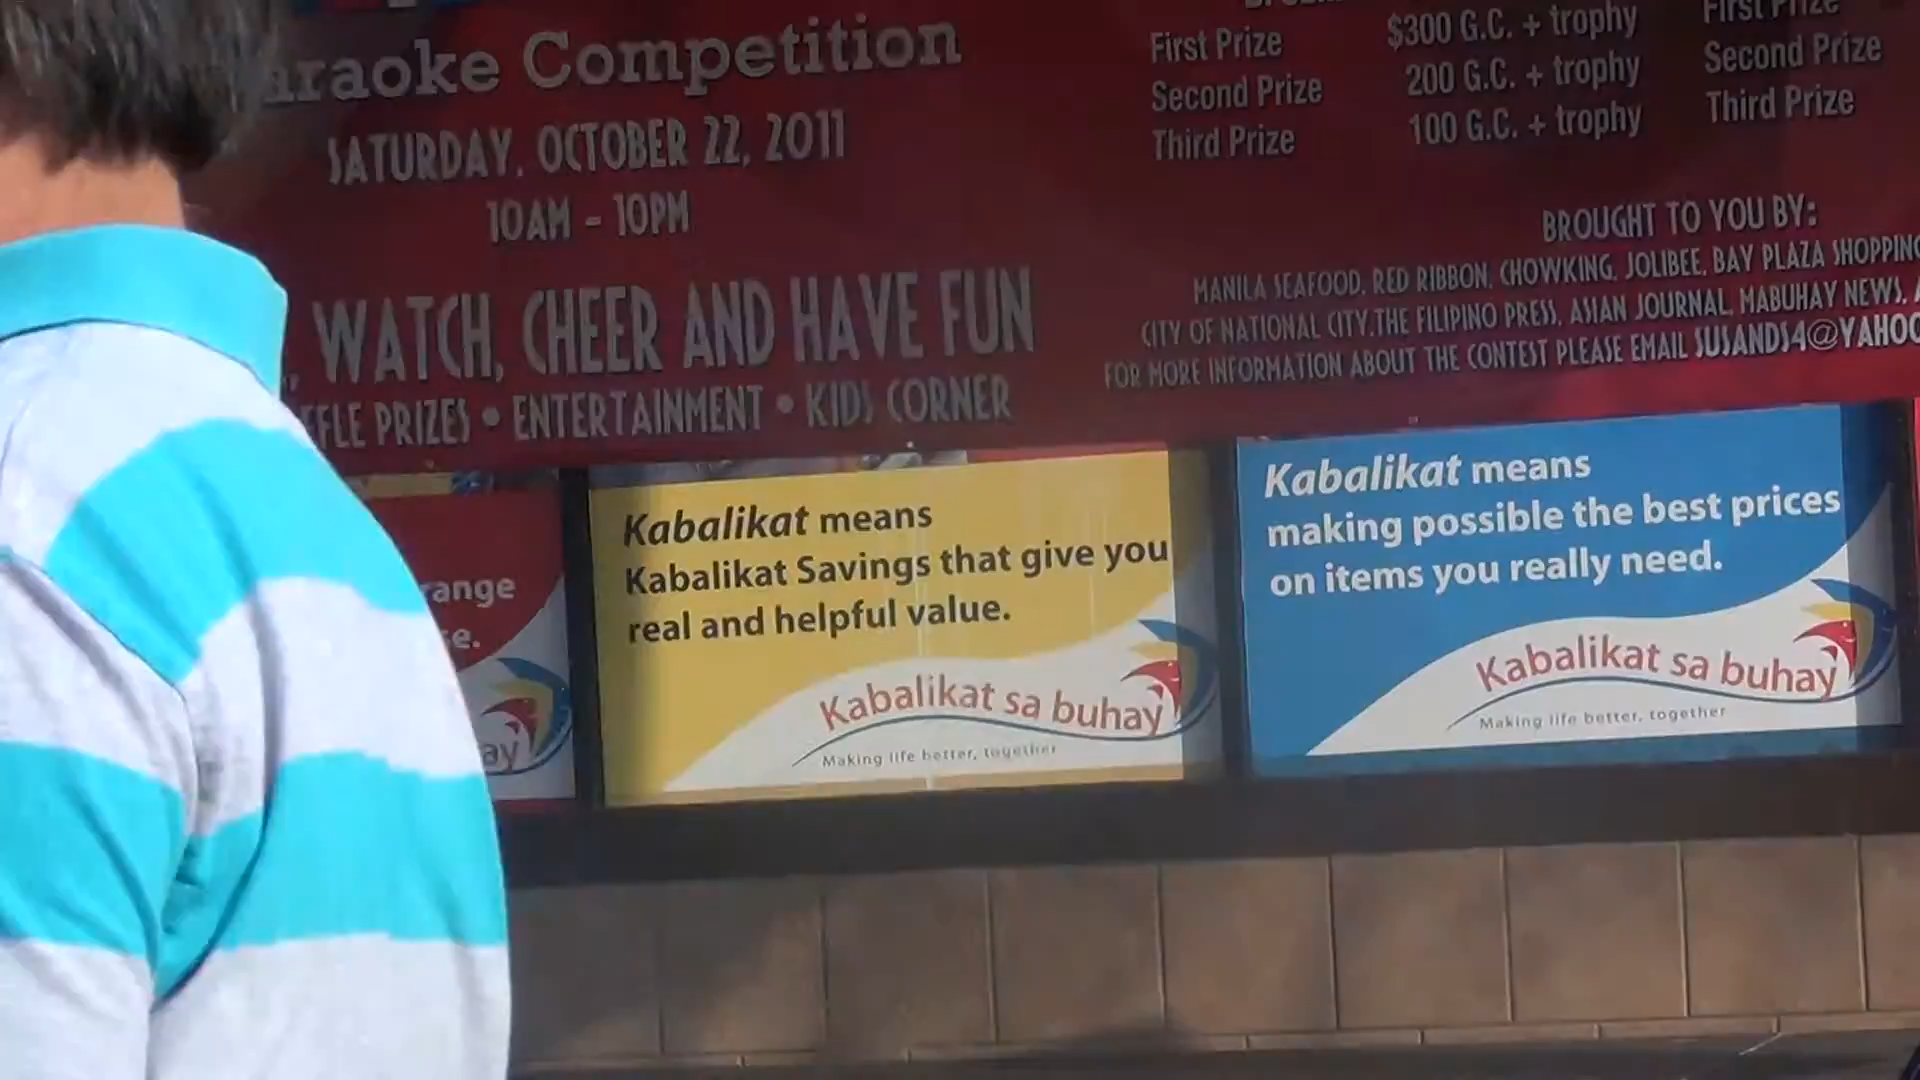 Competition
SATURDAY, OCTOBER 22, 2011
10AM - 10PM
, WATCH, CHEER AND HAVE FUN
PRIZES • ENTERTAINMENT • KIDS CORNER
First Prize $300 G.C. + trophy First Prize
Second Prize 200 G.C. + trophy Second Prize
Third Prize 100 G.C. + trophy Third Prize
BROUGHT TO YOU BY:
MANILA SEAFOOD, RED RIBBON, CHOWKING, JOLIBEE, BAY PLAZA SHOPPING
CITY OF NATIONAL CITY,THE FILIPINO PRESS, ASIAN JOURNAL, MABUHAY NEWS,
FOR MORE INFORMATION ABOUT THE CONTEST PLEASE EMAIL SUSANDS4@YAHOO
Kabalikat means
Kabalikat Savings that give you
real and helpful value.
Kabalikat sa buhay
Making life better, together
Kabalikat means
making possible the best prices
on items you really need.
Kabalikat sa buhay
Making life better, together